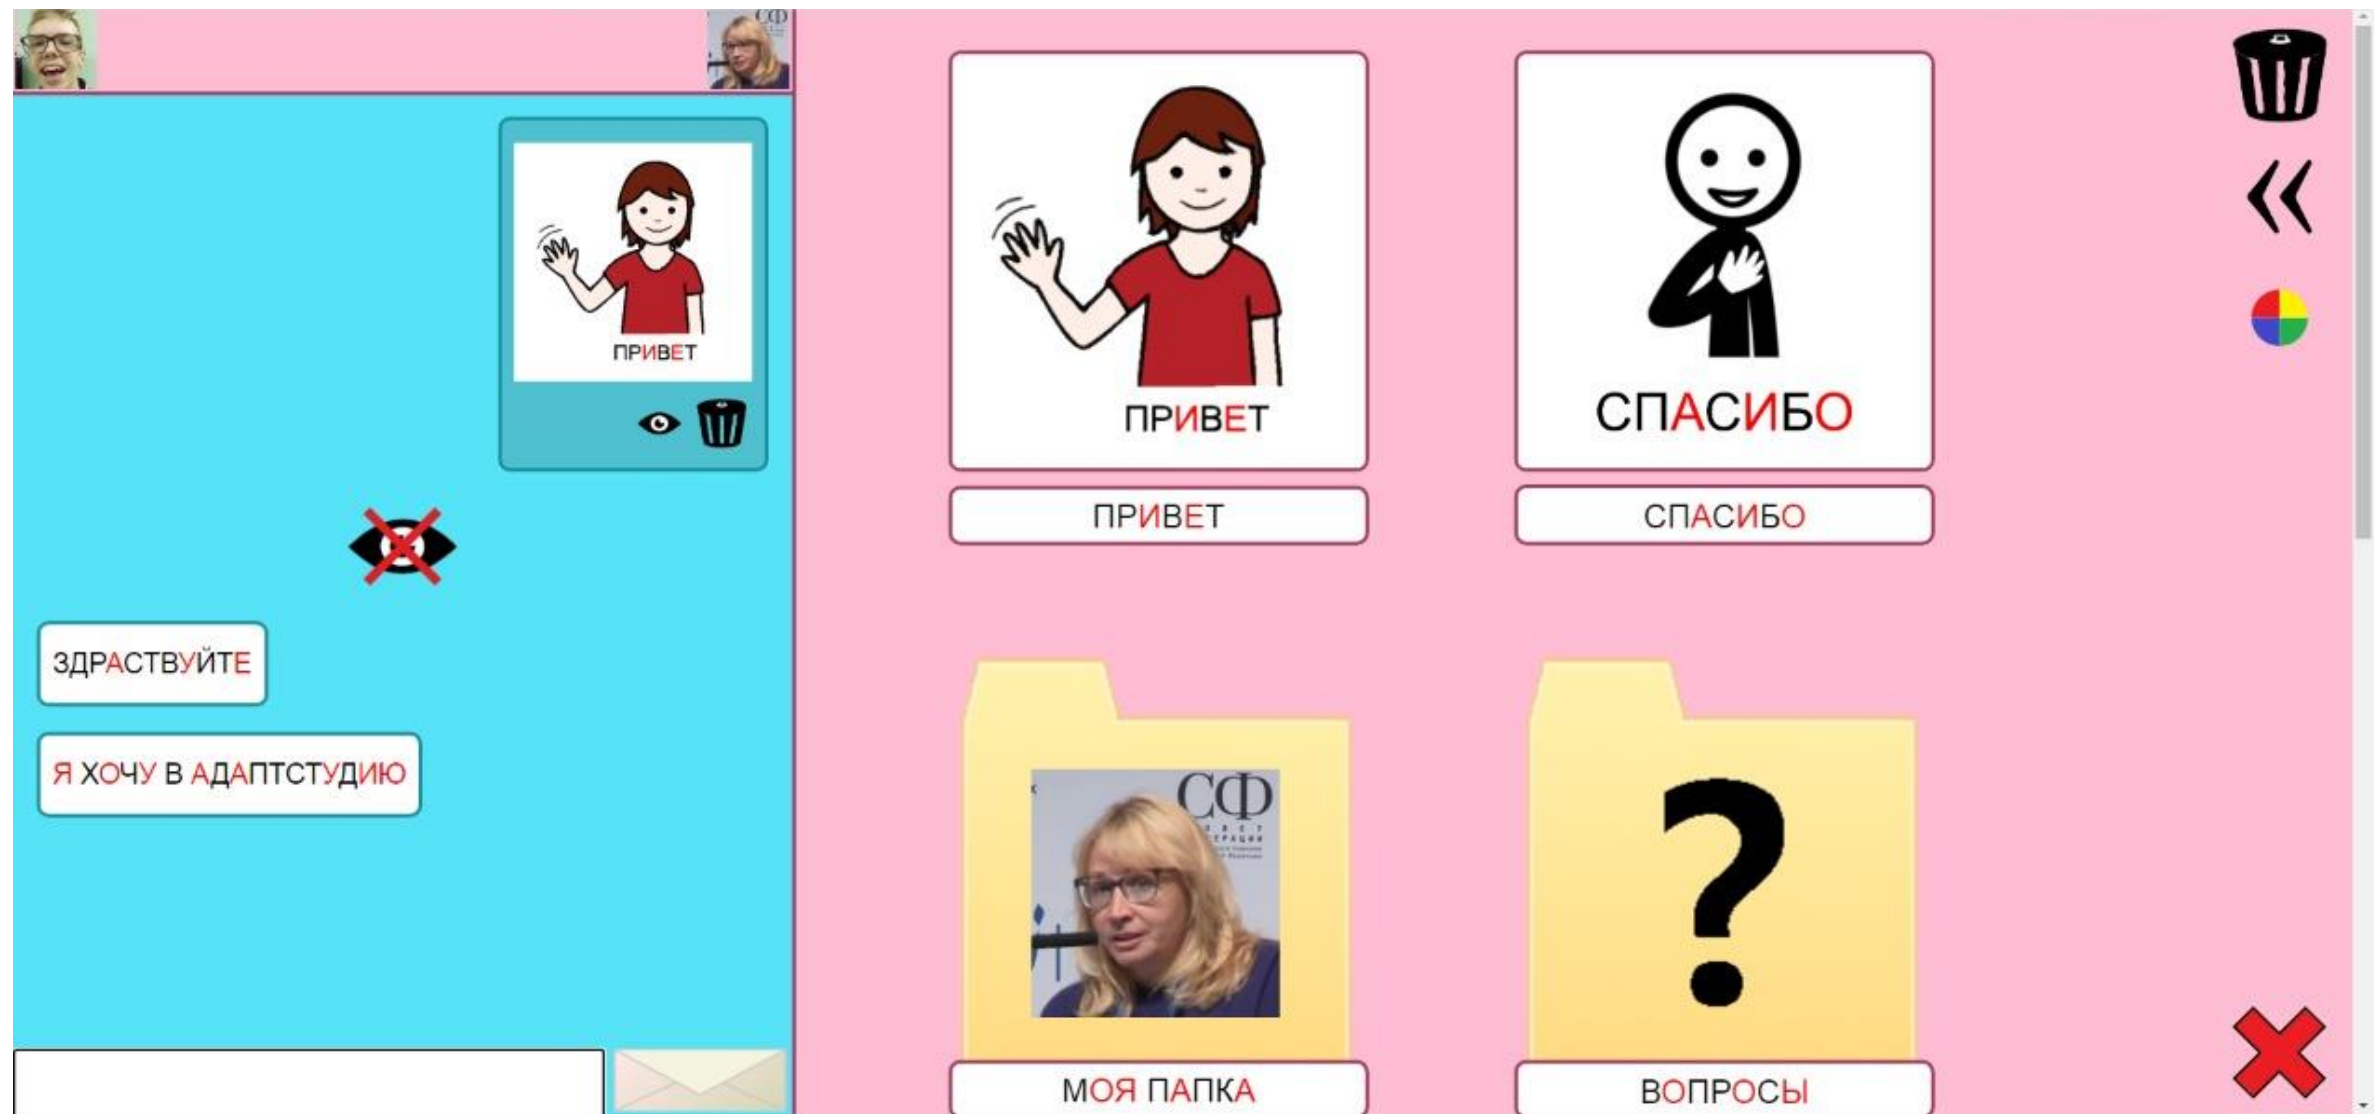 ПРИВЕТ
ЗДРАСТВУЙТЕ
Я ХОЧУ В АДАПТСТУДИЮ
ПРИВЕТ
СПАСИБО
ПРИВЕТ
СПАСИБО
СФ
МОЯ ПАПКА
ВОПРОСЫ